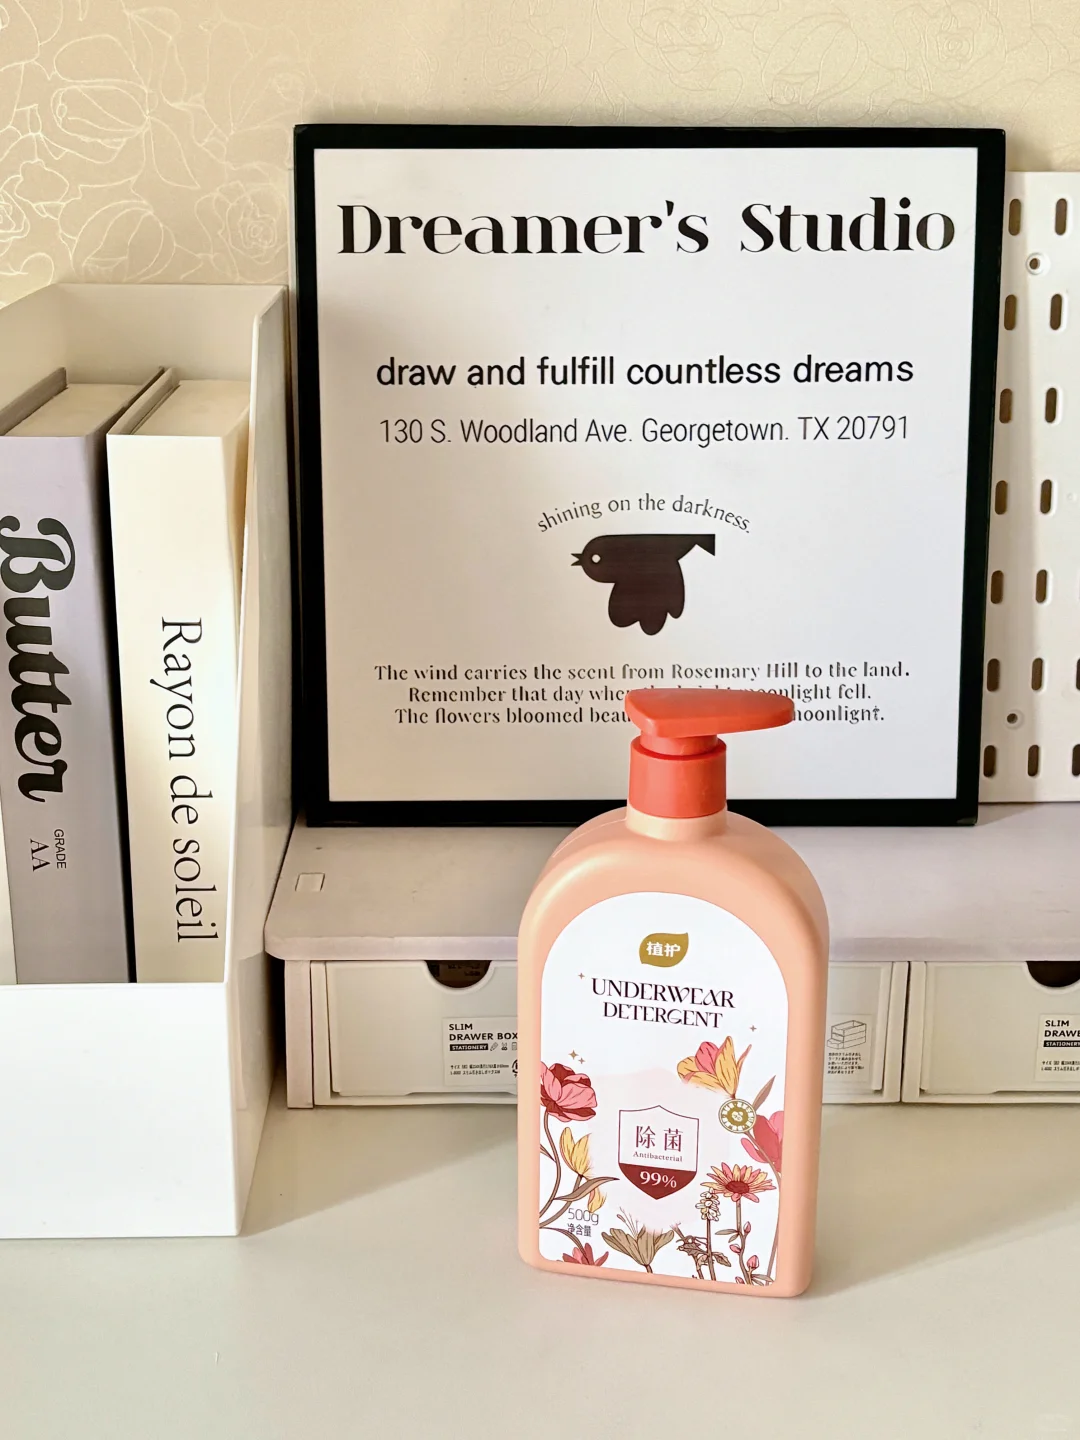 Dreamer's Studio
draw and fulfill countless dreams
130 S. Woodland Ave. Georgetown. TX 20791
shining on the darkness.
The wind carries the scent from Rosemary Hill to the land.
Remember that day when the bright moonlight fell.
The flowers bloomed moonlight.
Butter
GRADE
AA
Rayon de soleil
植护
UNDERWEAR
DETERGENT
除菌
Antibacterial
99%
500g
净含量
SLIM
DRAWER BOX
STATIONERY
SLIM
DRAWER